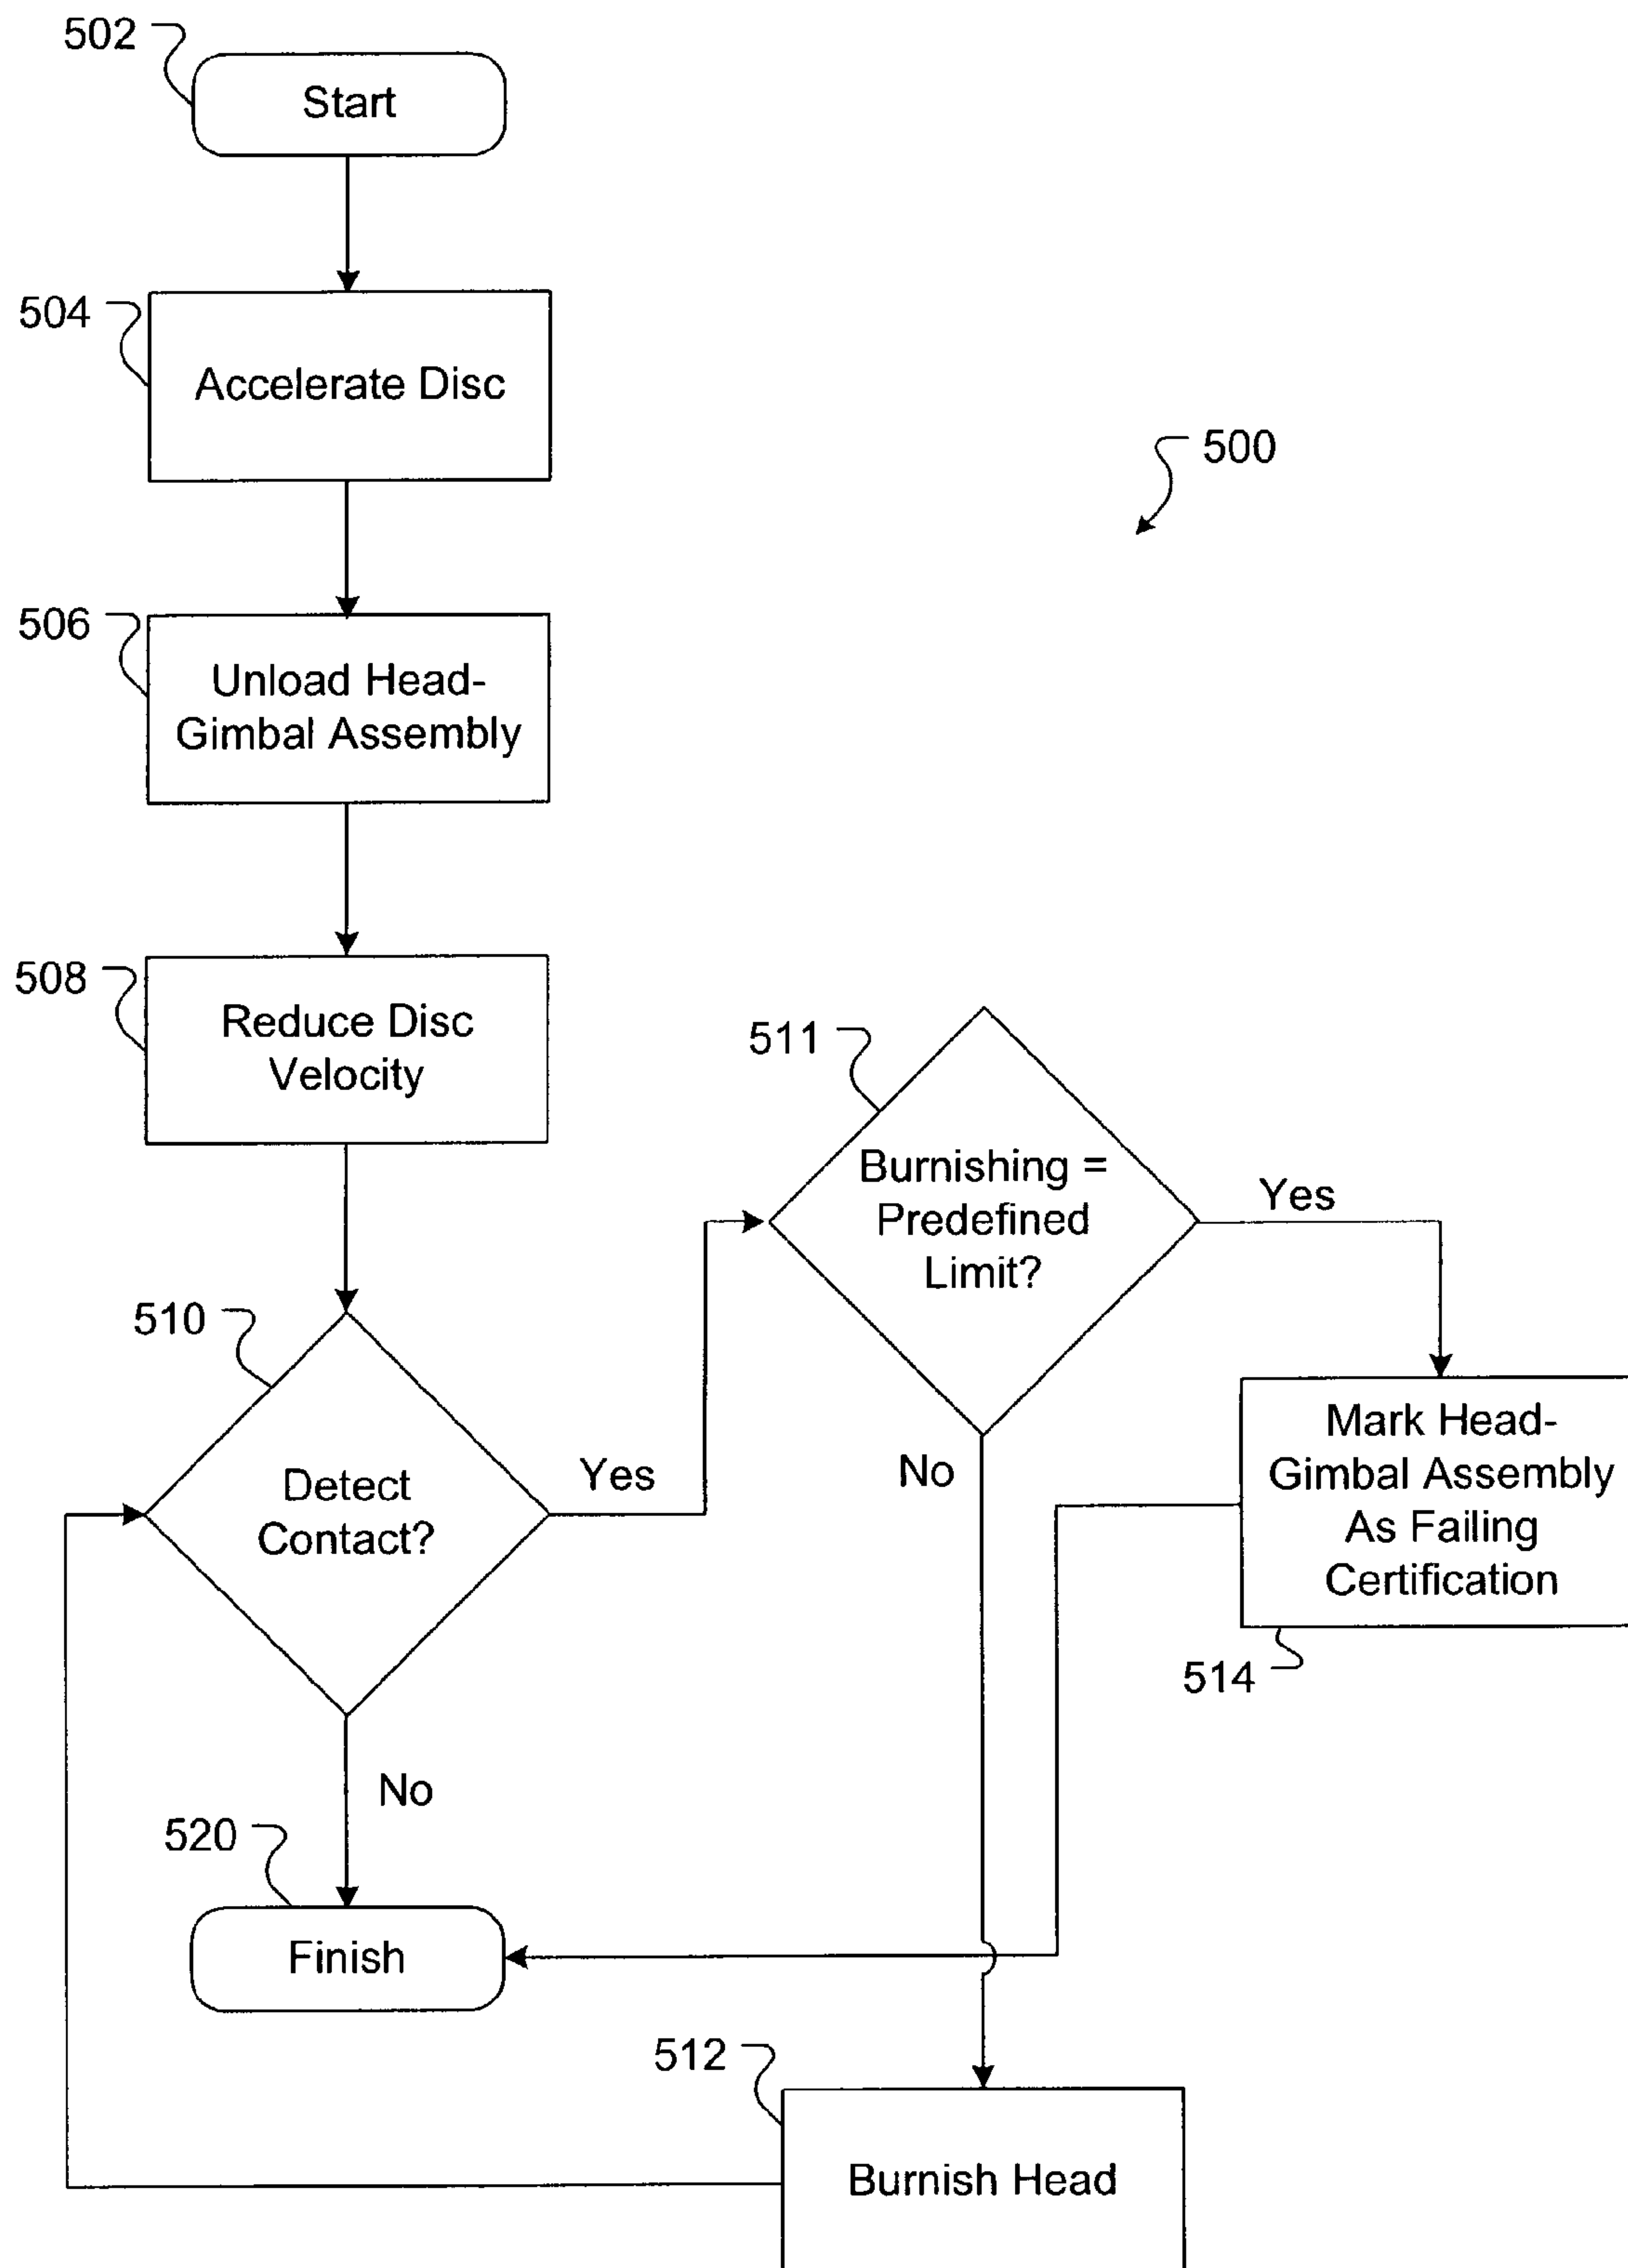 502
Start
504
Accelerate Disc
500
506
Unload Head-
Gimbal Assembly
508
Reduce Disc
Velocity
511
Burnishing =
Predefined
Limit?
Yes
510
Detect
Contact?
Yes
No
Mark Head-
Gimbal Assembly
As Failing
Certification
514
No
520
Finish
512
Burnish Head